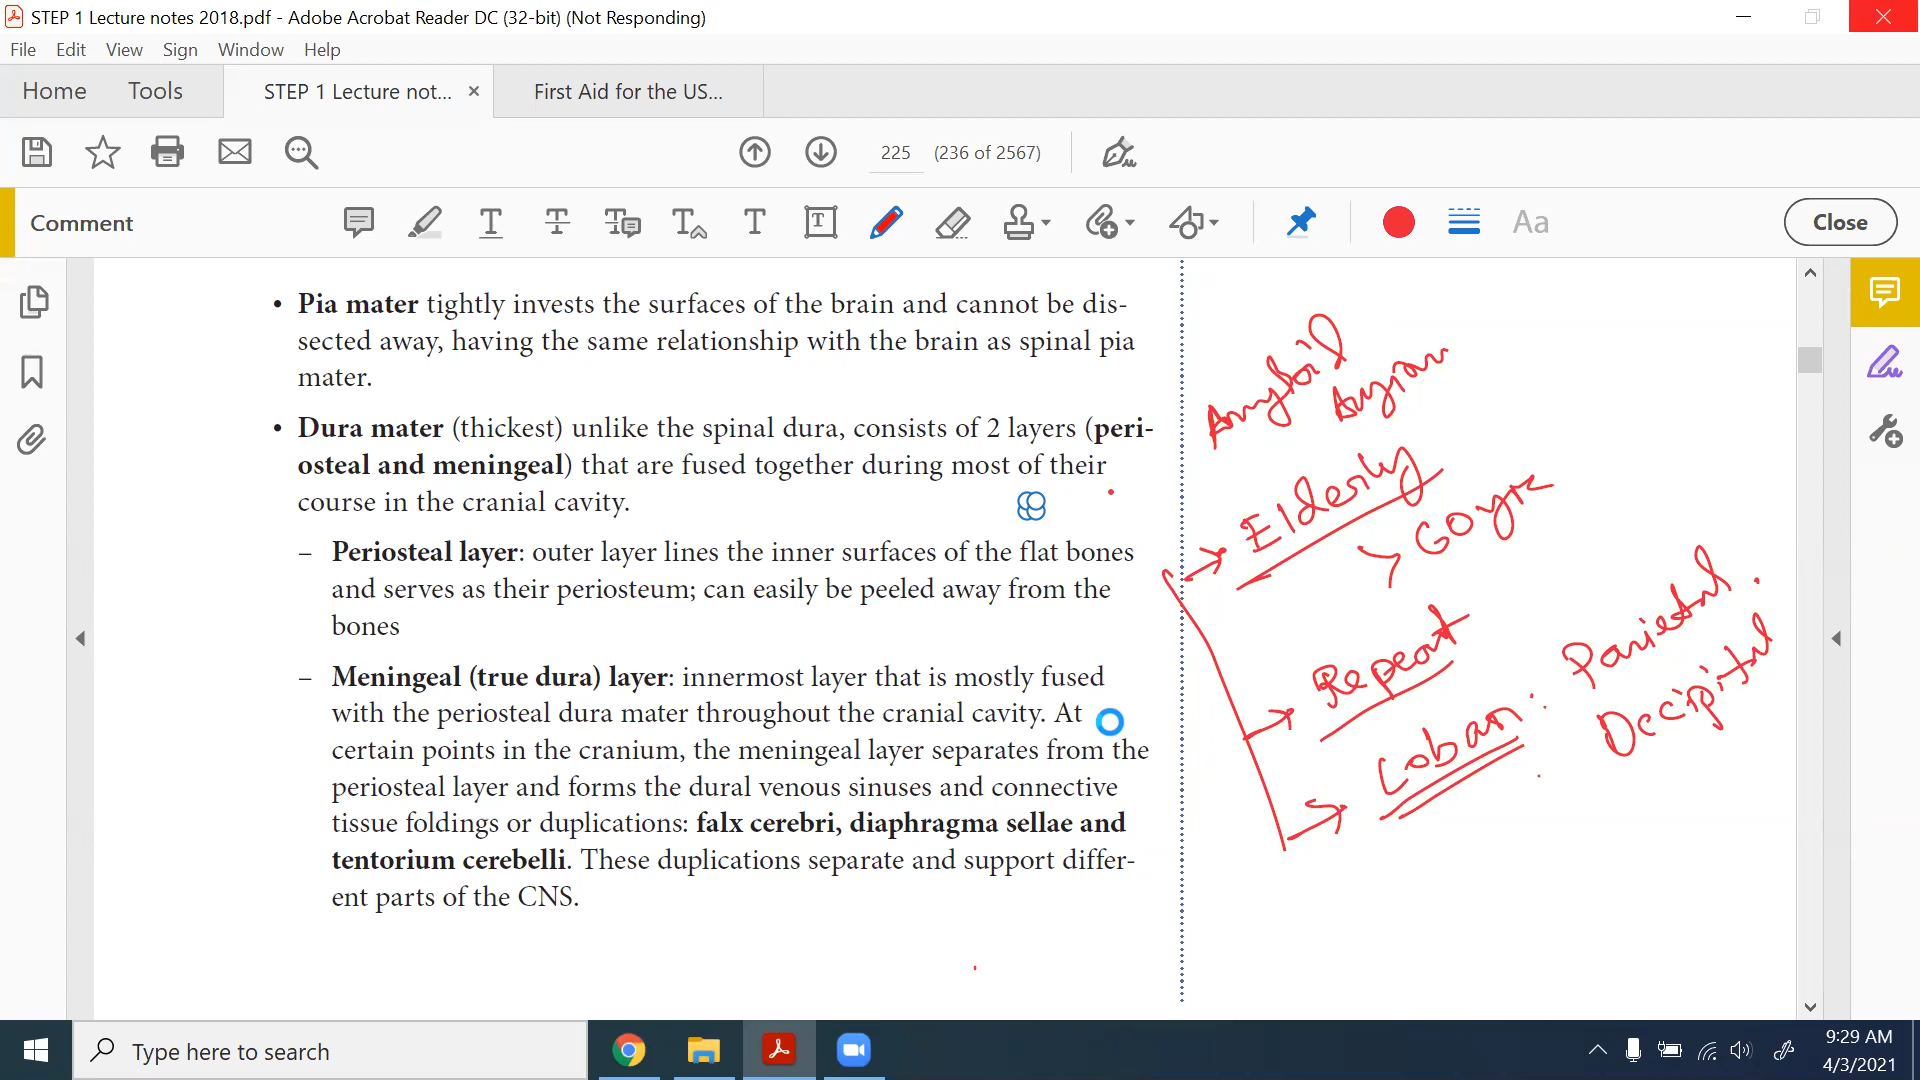 STEP 1 Lecture notes 2018.pdf - Adobe Acrobat Reader DC (32-bit) (Not Responding)
File Edit View Sign Window Help
Home Tools STEP 1 Lecture not... × First Aid for the US...
225 (236 of 2567)
Comment Aa Close
• Pia mater tightly invests the surfaces of the brain and cannot be dis-
sected away, having the same relationship with the brain as spinal pia
mater.
• Dura mater (thickest) unlike the spinal dura, consists of 2 layers (peri-
osteal and meningeal) that are fused together during most of their
course in the cranial cavity.
– Periosteal layer: outer layer lines the inner surfaces of the flat bones
and serves as their periosteum; can easily be peeled away from the
bones
– Meningeal (true dura) layer: innermost layer that is mostly fused
with the periosteal dura mater throughout the cranial cavity. At
certain points in the cranium, the meningeal layer separates from the
periosteal layer and forms the dural venous sinuses and connective
tissue foldings or duplications: falx cerebri, diaphragma sellae and
tentorium cerebelli. These duplications separate and support differ-
ent parts of the CNS.
Amyloid
→ Elderly
> 60yrs
→ Repeat
→ Lobar : Parietal
Occipital
Type here to search
9:29 AM
4/3/2021